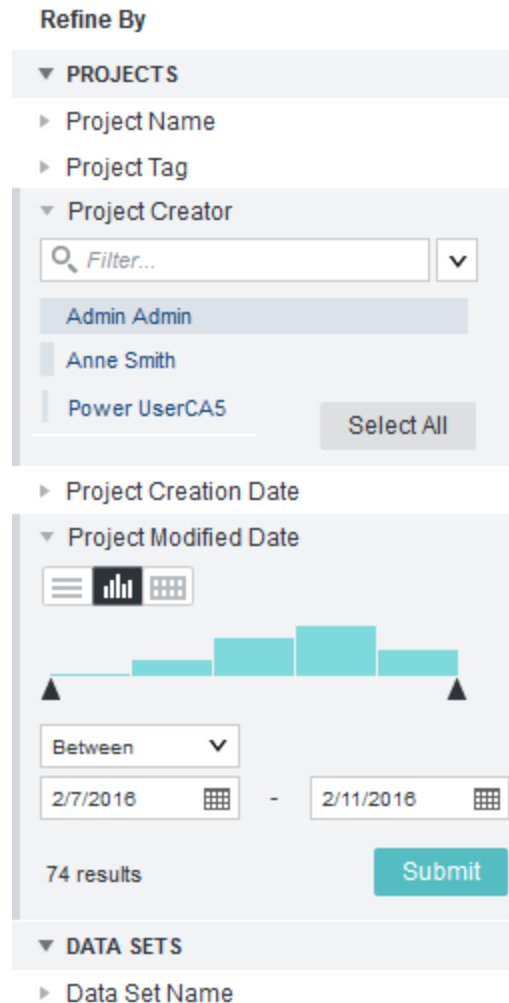 Refine By
PROJECTS
Project Name
Project Tag
Project Creator
Filter...
Admin Admin
Anne Smith
Power UserCA5
Select All
Project Creation Date
Project Modified Date
Between
2/7/2016 - 2/11/2016
74 results Submit
DATA SETS
Data Set Name